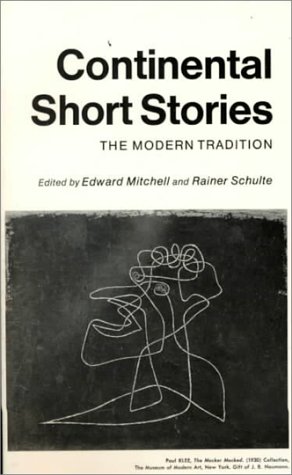 Continental
Short Stories
THE MODERN TRADITION
Edited by Edward Mitchell and Rainer Schulte
Paul KLEE, The Mocker Mocked. (1930) Collection,
The Museum of Modern Art, New York. Gift of J. B. Neumann.